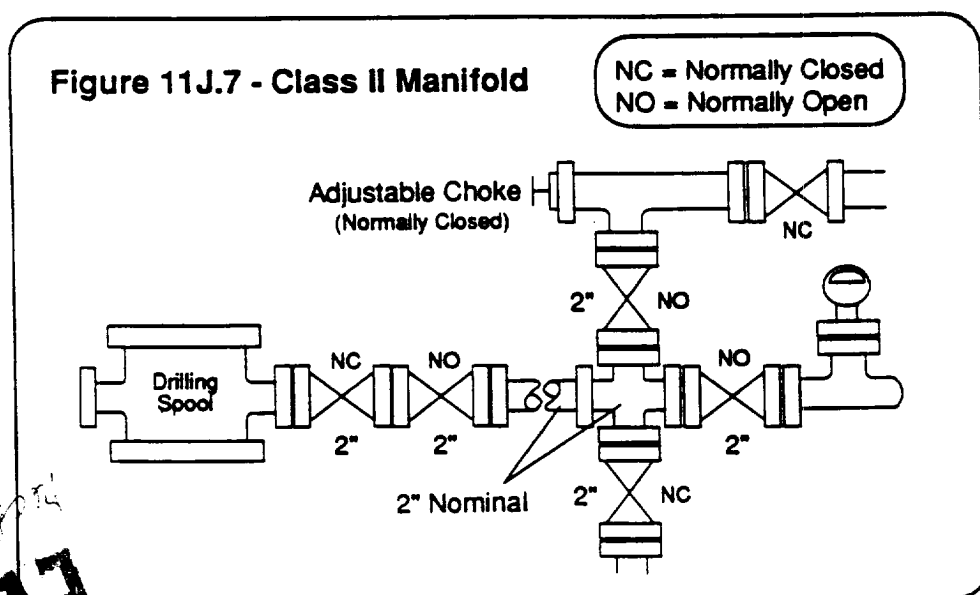 Figure 11J.7 - Class II Manifold
NC = Normally Closed
NO = Normally Open
Adjustable Choke
(Normally Closed)
NC
2" NO
NC NO
NO
Drilling
Spool
2" 2"
2"
2" Nominal
2" NC